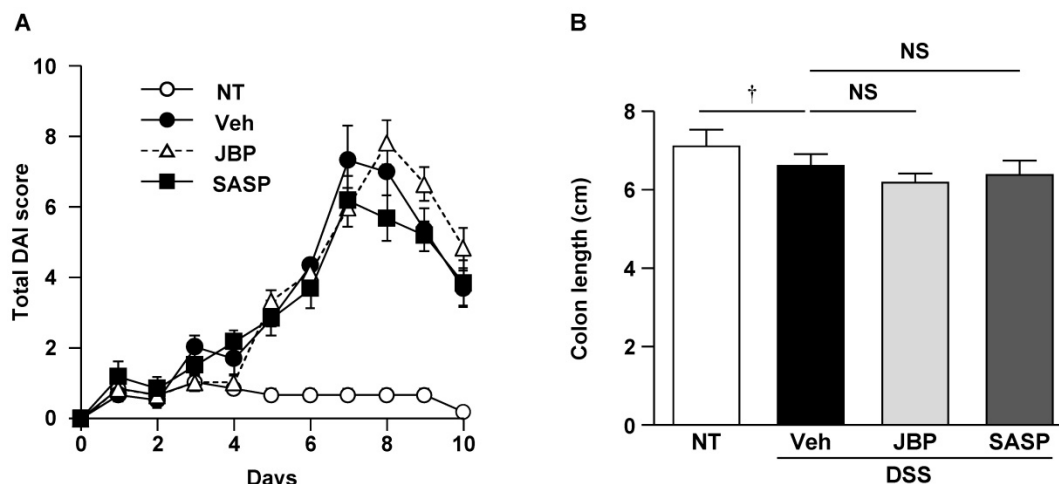 A
10
8
6
4
2
0
Total DAI score
NT
Veh
JBP
SASP
0 2 4 6 8 10
Days
B
NS
† NS
8
6
4
2
0
Colon length (cm)
NT Veh JBP SASP
DSS